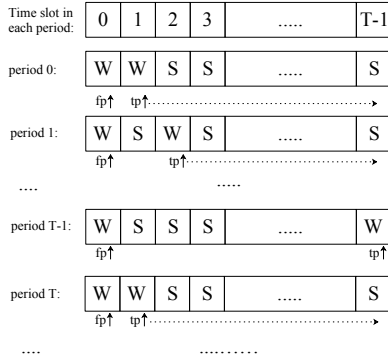 Time slot in each period: 0 1 2 3 ..... T-1
period 0: W W S S ..... S
fp tp
period 1: W S W S ..... S
fp tp
.... .....
period T-1: W S S S ..... W
fp tp
period T: W W S S ..... S
fp tp
.... ...........